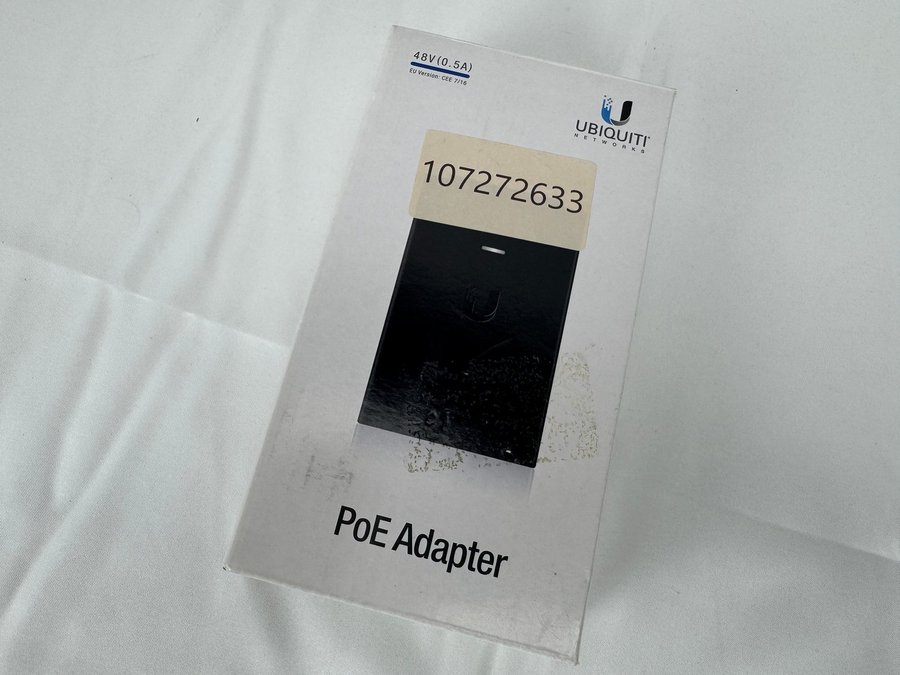 48V(0.5A)
EU Version: CEE 7/16
UBIQUITI
NETWORKS
107272633
PoE Adapter